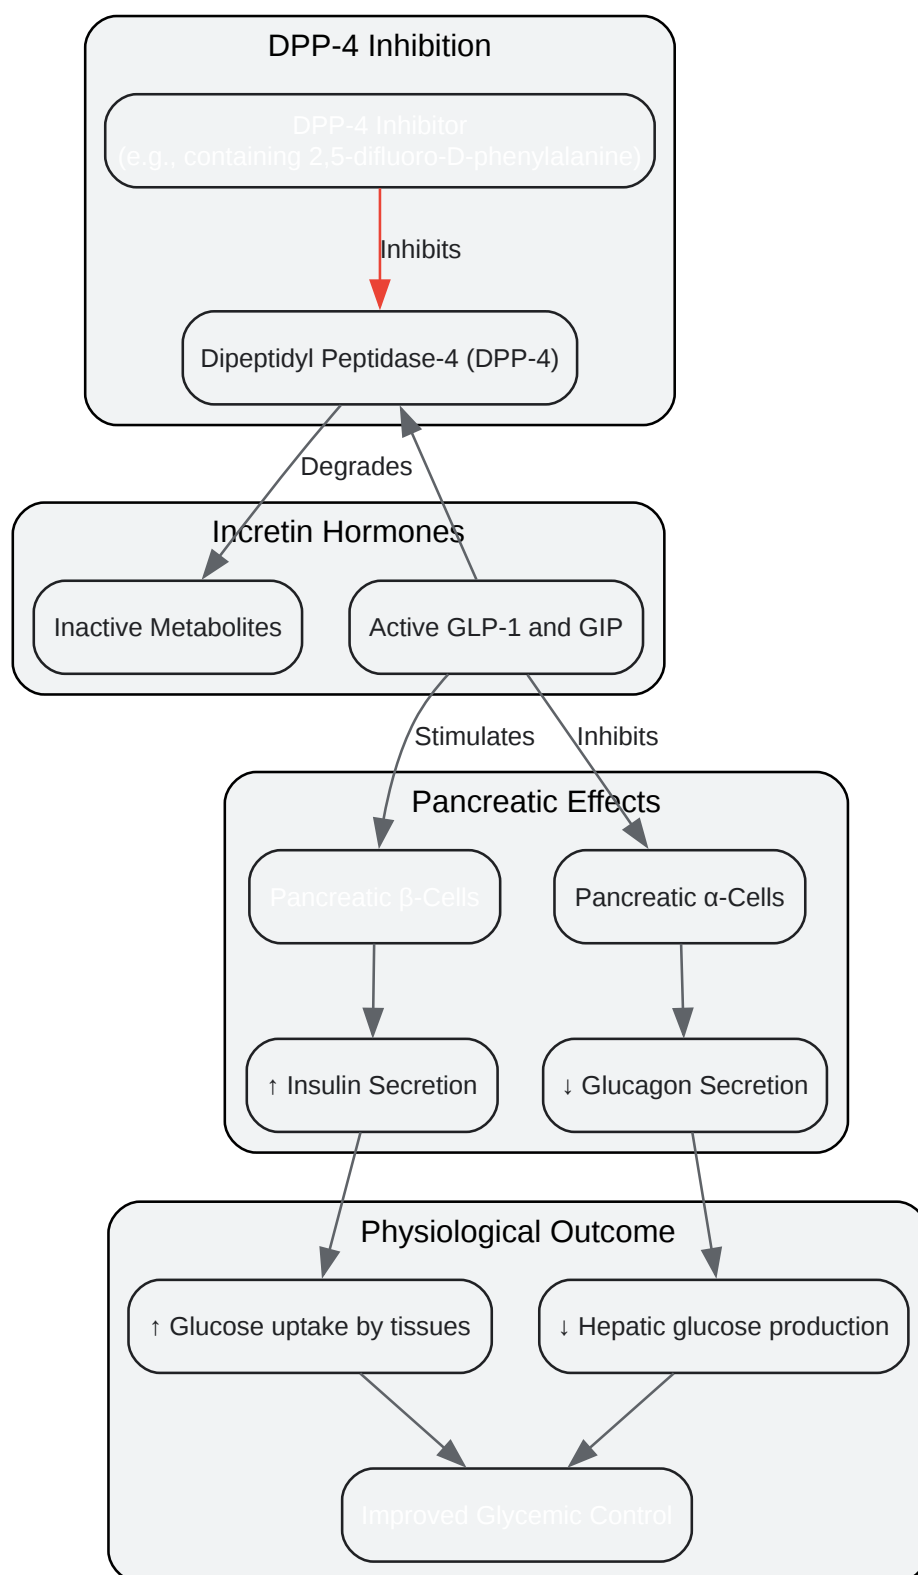 DPP-4 Inhibition
DPP-4 Inhibitor
(e.g., containing 2,5-difluoro-D-phenylalanine)
Inhibits
Dipeptidyl Peptidase-4 (DPP-4)
Degrades
Incretin Hormones
Inactive Metabolites
Active GLP-1 and GIP
Stimulates
Inhibits
Pancreatic Effects
Pancreatic β-Cells
Pancreatic α-Cells
↑ Insulin Secretion
↓ Glucagon Secretion
Physiological Outcome
↑ Glucose uptake by tissues
↓ Hepatic glucose production
Improved Glycemic Control